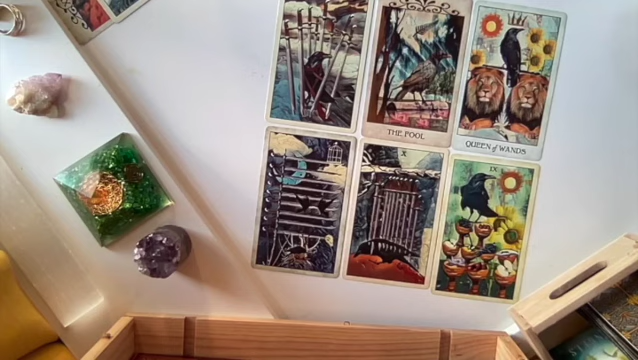 THE FOOL
QUEEN of WANDS
X
IX